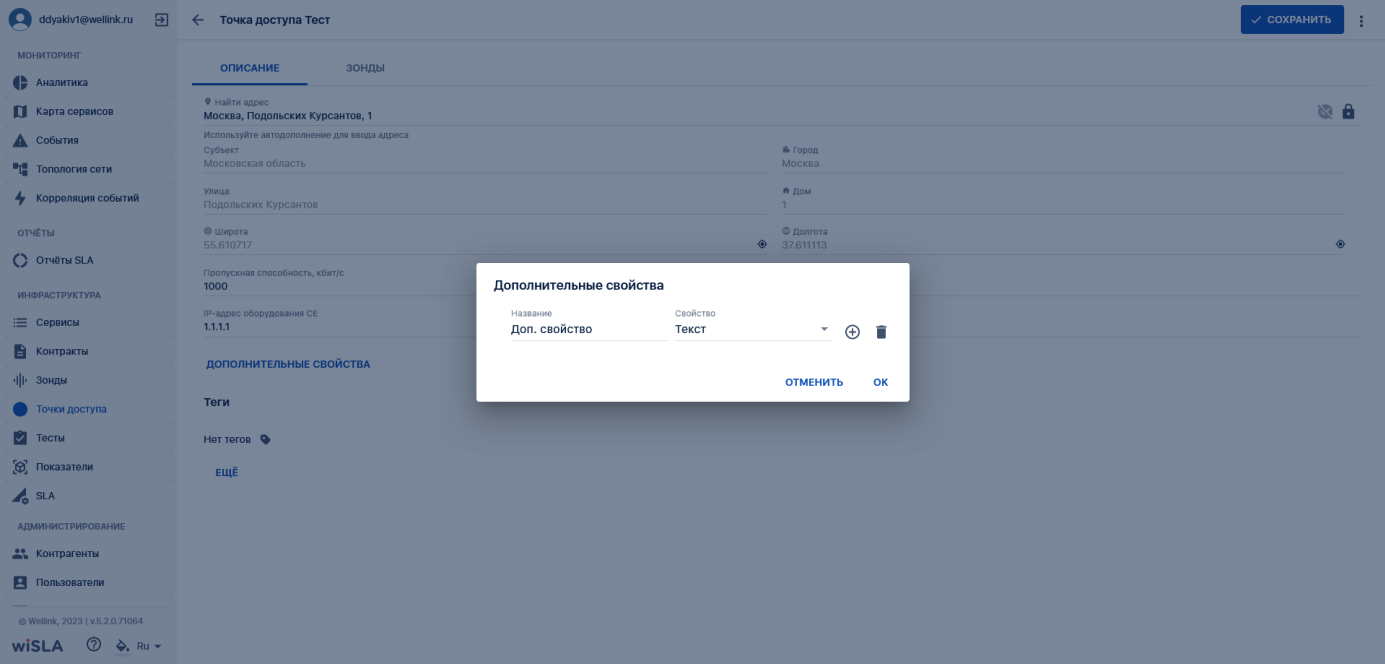 ddyakiv1@wellink.ru
Точка доступа Тест
СОХРАНИТЬ
МОНИТОРИНГ
Аналитика
Карта сервисов
События
Топология сети
Корреляция событий
ОТЧЁТЫ
Отчёты SLA
ИНФРАСТРУКТУРА
Сервисы
Контракты
Зонды
Точки доступа
Тесты
Показатели
SLA
АДМИНИСТРИРОВАНИЕ
Контрагенты
Пользователи
© Wellink, 2023 | v.5.2.0.71064
wiSLA
Ru
ОПИСАНИЕ ЗОНДЫ
Найти адрес
Москва, Подольских Курсантов, 1
Используйте автодополнение для ввода адреса
Субъект
Московская область
Город
Москва
Улица
Подольских Курсантов
Дом
1
Широта
55.610717
Долгота
37.611113
Пропускная способность, кбит/с
1000
IP-адрес оборудования CE
1.1.1.1
ДОПОЛНИТЕЛЬНЫЕ СВОЙСТВА
Теги
Нет тегов
ЕЩЁ
Дополнительные свойства
Название
Доп. свойство
Свойство
Текст
ОТМЕНИТЬ
ОК